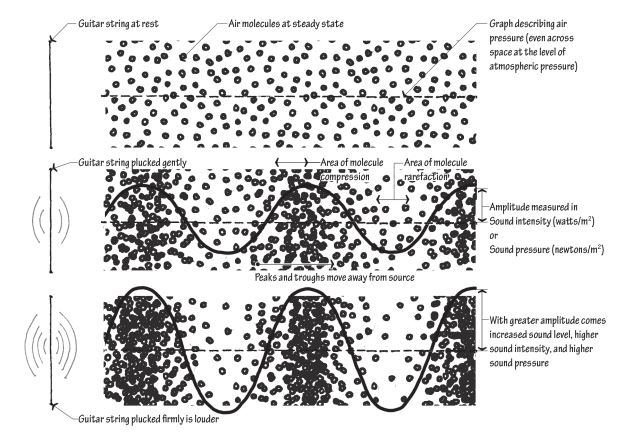 Guitar string at rest
Air molecules at steady state
Graph describing air
pressure (even across
space at the level of
atmospheric pressure)
Guitar string plucked gently
Area of molecule
compression
Area of molecule
rarefaction
Amplitude measured in
Sound intensity (watts/m²)
or
Sound pressure (newtons/m²)
Peaks and troughs move away from source
With greater amplitude comes
increased sound level, higher
sound intensity, and higher
sound pressure
Guitar string plucked firmly is louder